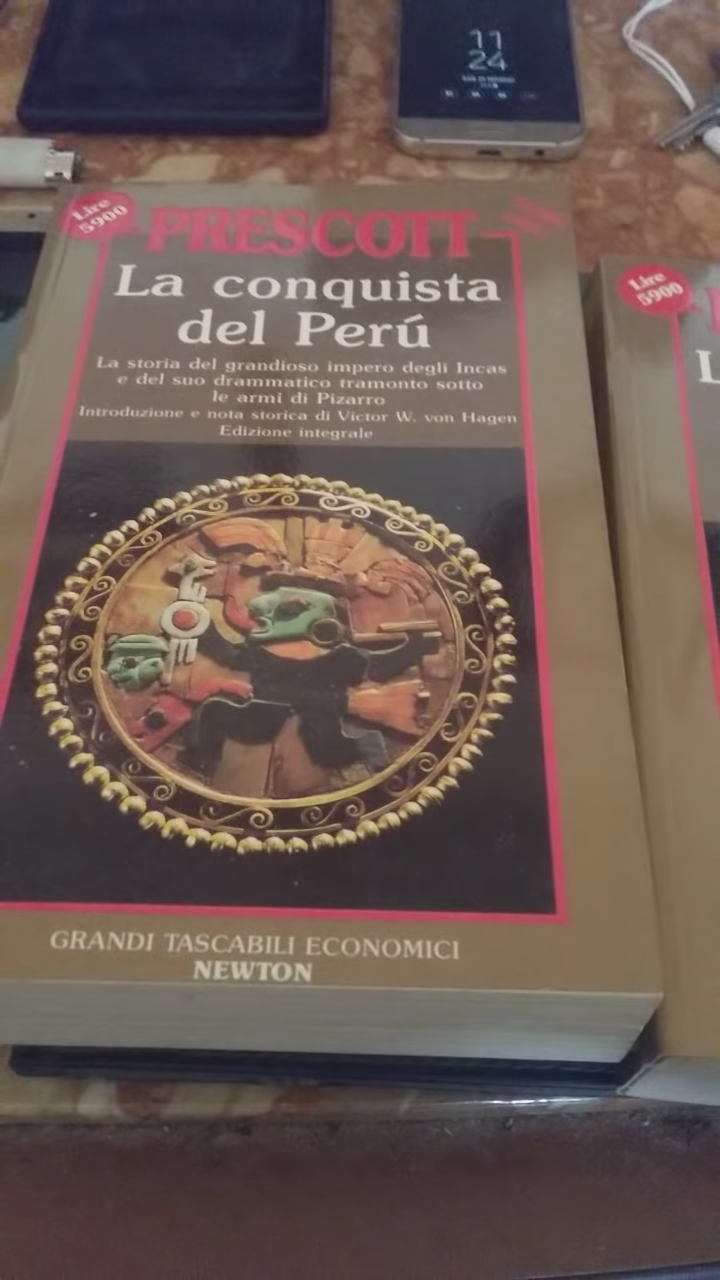 11
24
Lire
5900
PRESCOTT
La conquista
del Perú
La storia del grandioso impero degli Incas
e del suo drammatico tramonto sotto
le armi di Pizarro
Introduzione e nota storica di Victor W. von Hagen
Edizione integrale
GRANDI TASCABILI ECONOMICI
NEWTON
Lire
5900
L